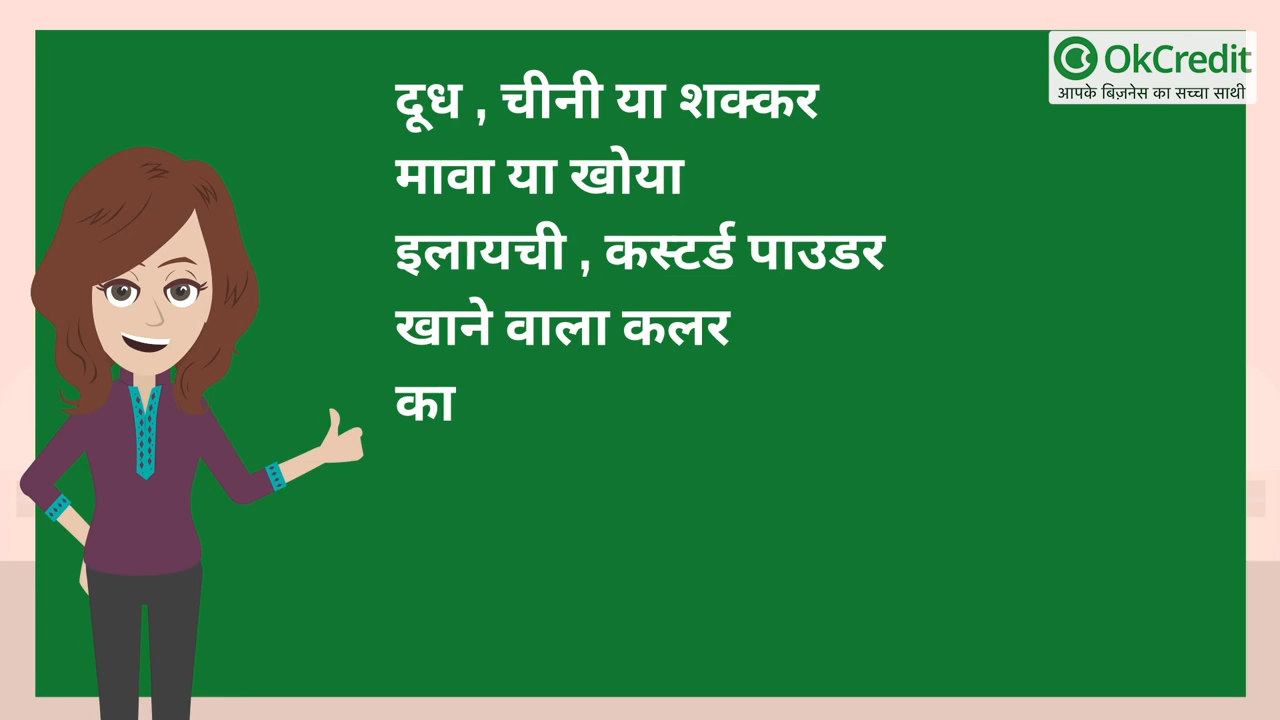 OkCredit
आपके बिज़नेस का सच्चा साथी
दूध , चीनी या शक्कर
मावा या खोया
इलायची , कस्टर्ड पाउडर
खाने वाला कलर
का